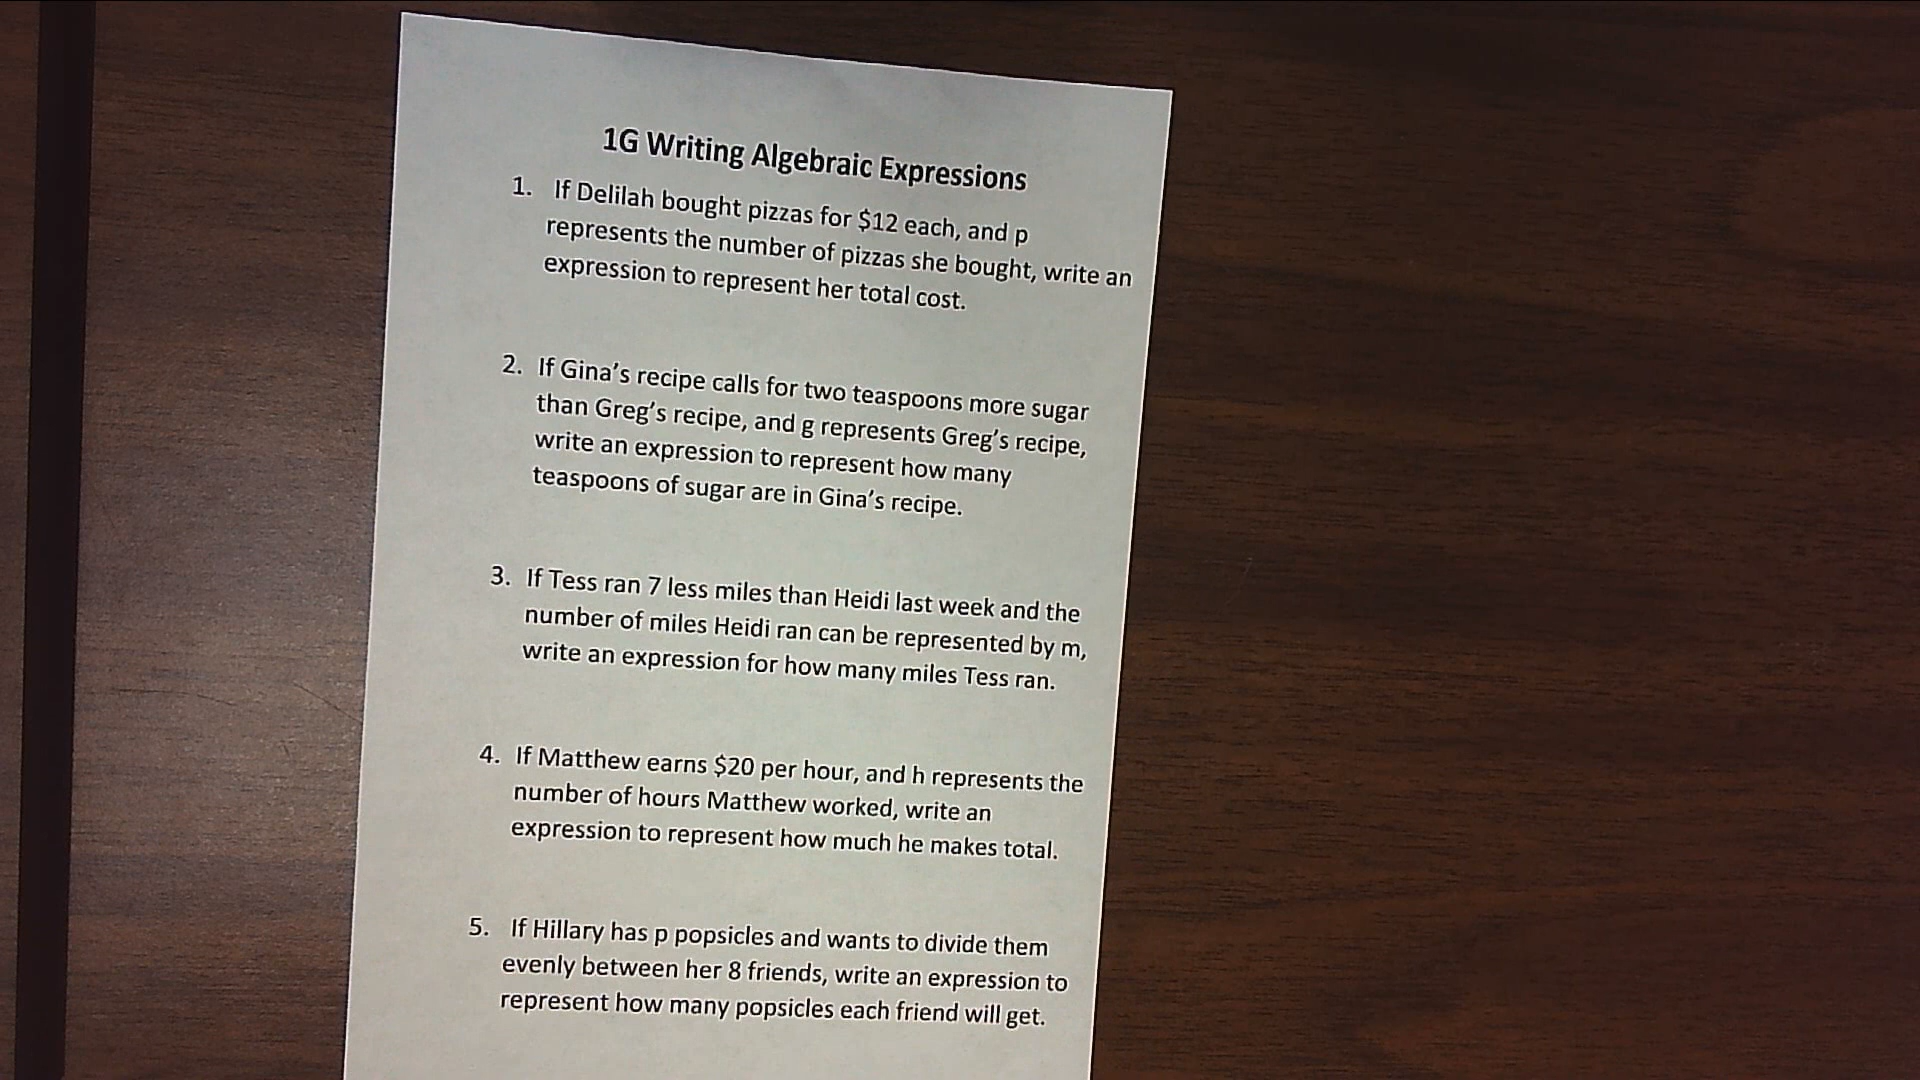 1G Writing Algebraic Expressions
1. If Delilah bought pizzas for $12 each, and p
represents the number of pizzas she bought, write an
expression to represent her total cost.
2. If Gina's recipe calls for two teaspoons more sugar
than Greg's recipe, and g represents Greg's recipe,
write an expression to represent how many
teaspoons of sugar are in Gina's recipe.
3. If Tess ran 7 less miles than Heidi last week and the
number of miles Heidi ran can be represented by m,
write an expression for how many miles Tess ran.
4. If Matthew earns $20 per hour, and h represents the
number of hours Matthew worked, write an
expression to represent how much he makes total.
5. If Hillary has p popsicles and wants to divide them
evenly between her 8 friends, write an expression to
represent how many popsicles each friend will get.